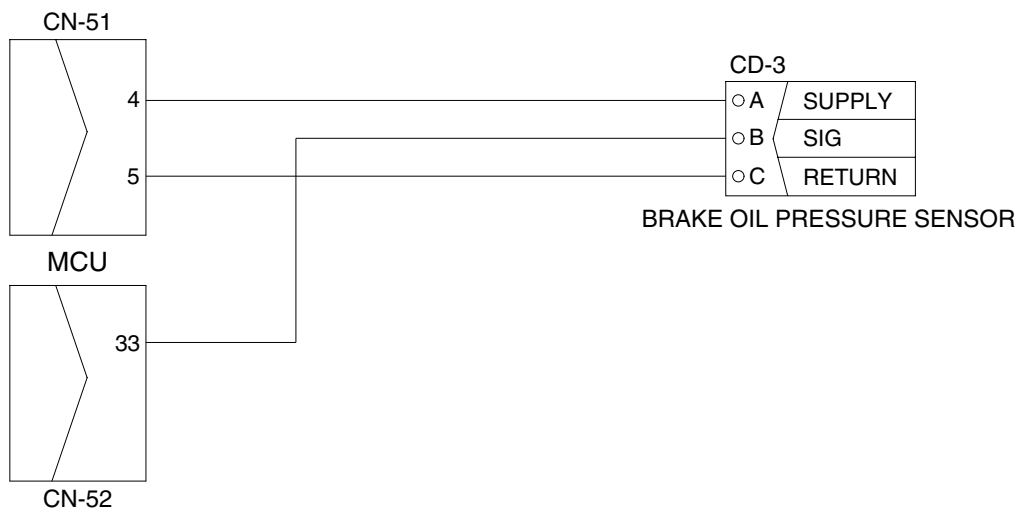 CN-51
CD-3
4
A SUPPLY
B SIG
5
C RETURN
BRAKE OIL PRESSURE SENSOR
MCU
33
CN-52